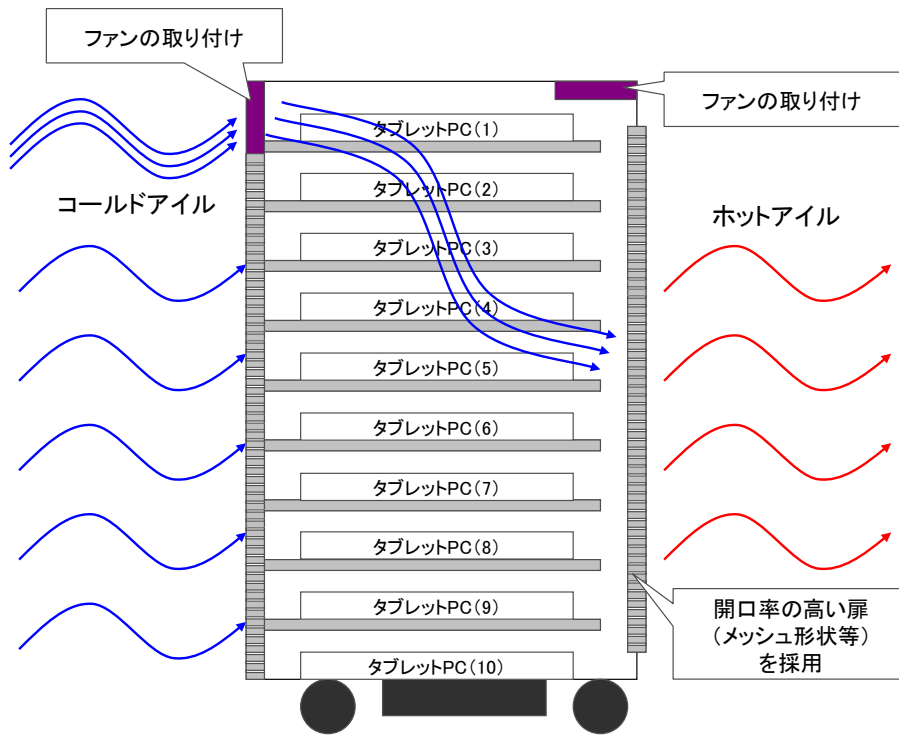 ファンの取り付け
ファンの取り付け
タブレットPC(1)
タブレットPC(2)
コールドアイル
ホットアイル
タブレットPC(3)
タブレットPC(4)
タブレットPC(5)
タブレットPC(6)
タブレットPC(7)
タブレットPC(8)
タブレットPC(9)
開口率の高い扉
(メッシュ形状等)
を採用
タブレットPC(10)